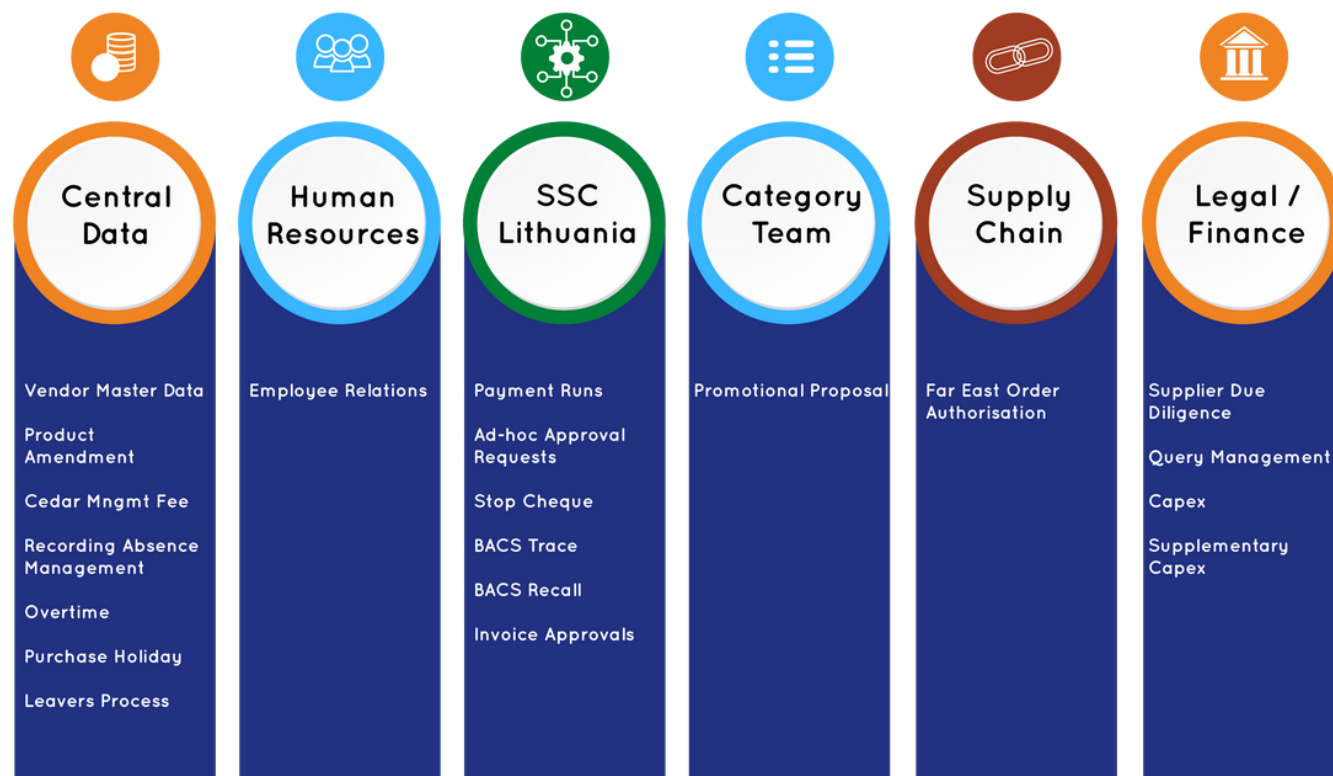 Central
Data
Human
Resources
SSC
Lithuania
Category
Team
Supply
Chain
Legal /
Finance
Vendor Master Data
Product
Amendment
Cedar Mngmt Fee
Recording Absence
Management
Overtime
Purchase Holiday
Leavers Process
Employee Relations
Payment Runs
Ad-hoc Approval
Requests
Stop Cheque
BACS Trace
BACS Recall
Invoice Approvals
Promotional Proposal
Far East Order
Authorisation
Supplier Due
Diligence
Query Management
Capex
Supplementary
Capex